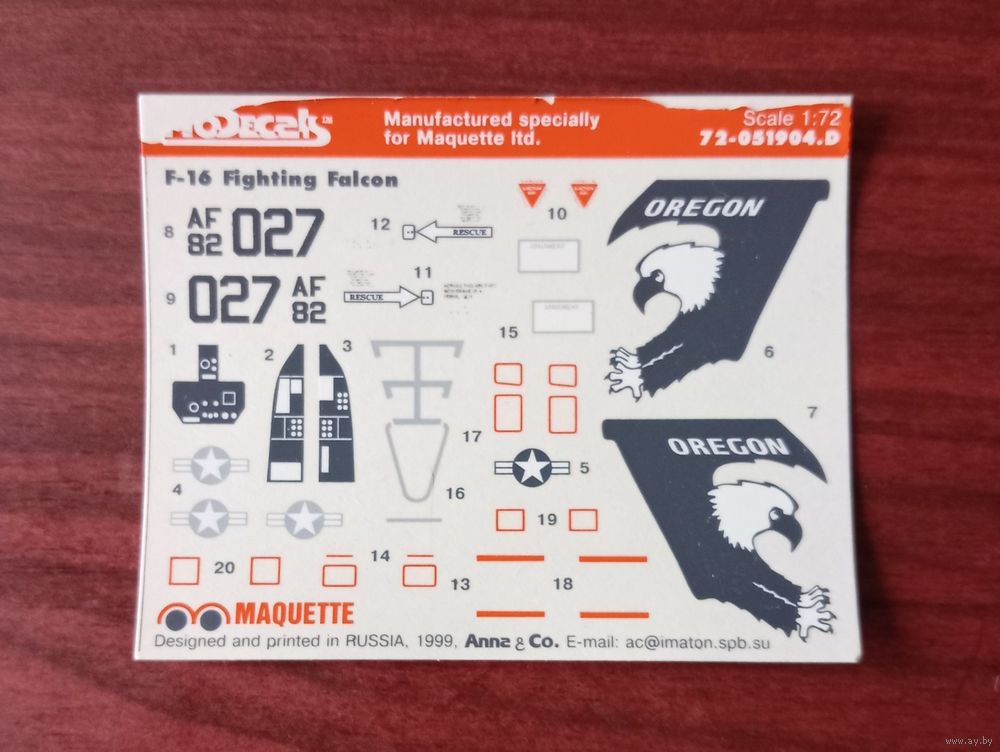 Manufactured specially
for Maquette ltd.
Scale 1:72
72-051904.D
F-16 Fighting Falcon
8
AF
82
027
12
RESCUE
10
OREGON
9
027
AF
82
11
RESCUE
15
1
2
3
6
7
OREGON
17
5
4
16
19
20
14
13
18
MAQUETTE
Designed and printed in RUSSIA, 1999, Anna & Co. E-mail: ac@imaton.spb.su
www.ay.by